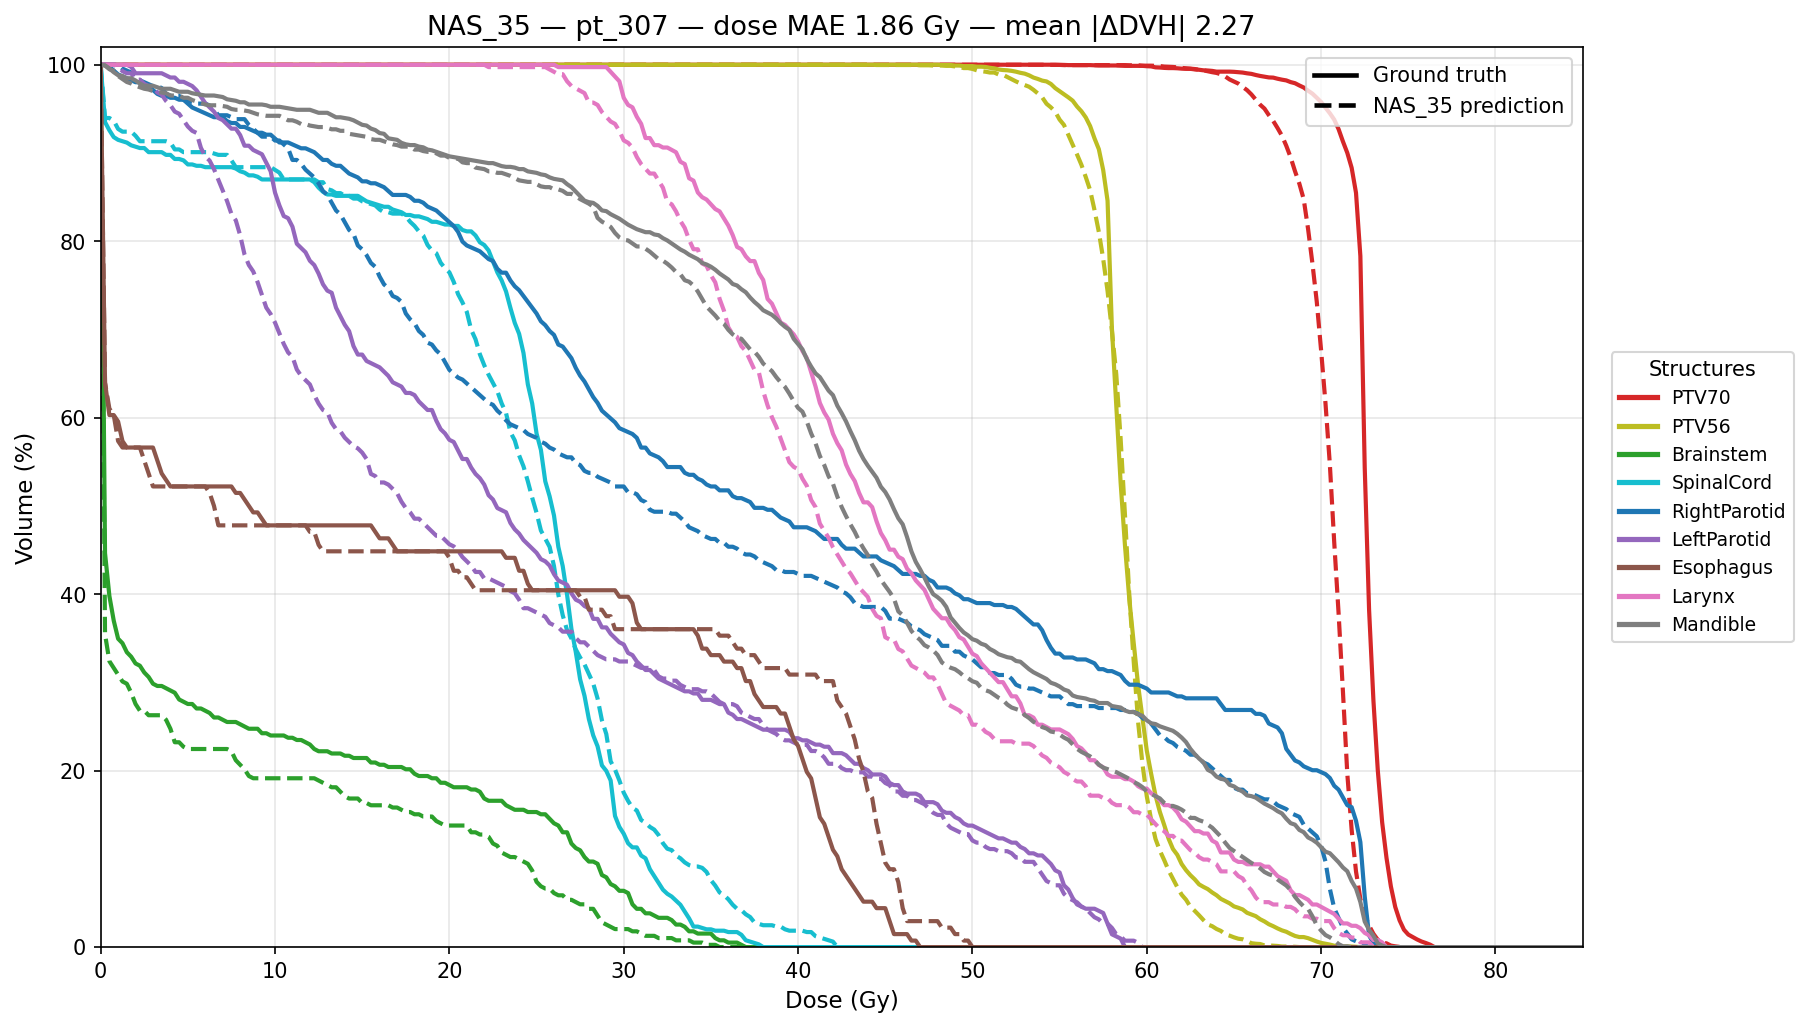 NAS_35 — pt_307 — dose MAE 1.86 Gy — mean |ΔDVH| 2.27
Ground truth
NAS_35 prediction
Volume (%)
100
80
60
40
20
0
0 10 20 30 40 50 60 70 80
Dose (Gy)
Structures
PTV70
PTV56
Brainstem
SpinalCord
RightParotid
LeftParotid
Esophagus
Larynx
Mandible